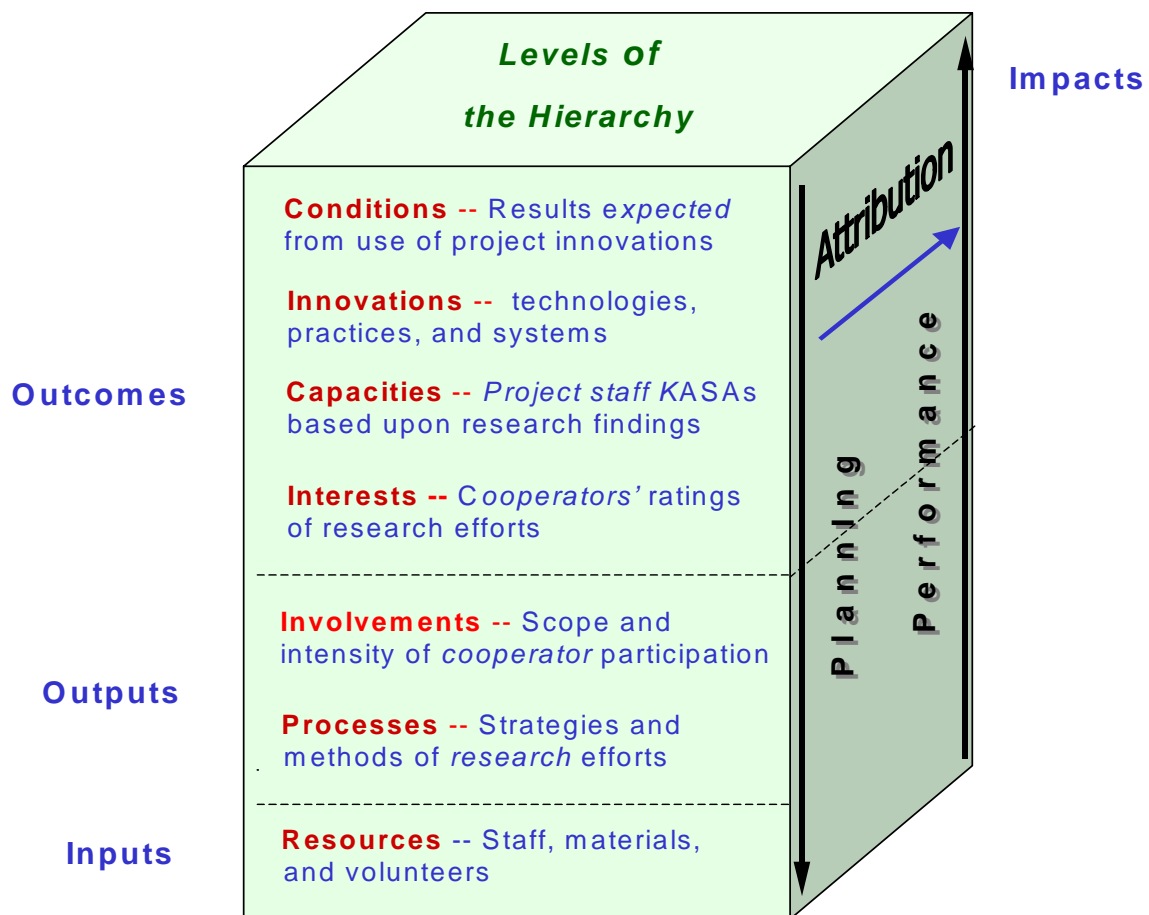 Levels of
the Hierarchy
Impacts
Attribution
Conditions -- Results expected
from use of project innovations
Innovations -- technologies,
practices, and systems
Outcomes
Capacities -- Project staff KASAs
based upon research findings
Interests -- Cooperators’ ratings
of research efforts
Planning
Performance
Involvements -- Scope and
intensity of cooperator participation
Outputs
Processes -- Strategies and
methods of research efforts
Inputs
Resources -- Staff, materials,
and volunteers